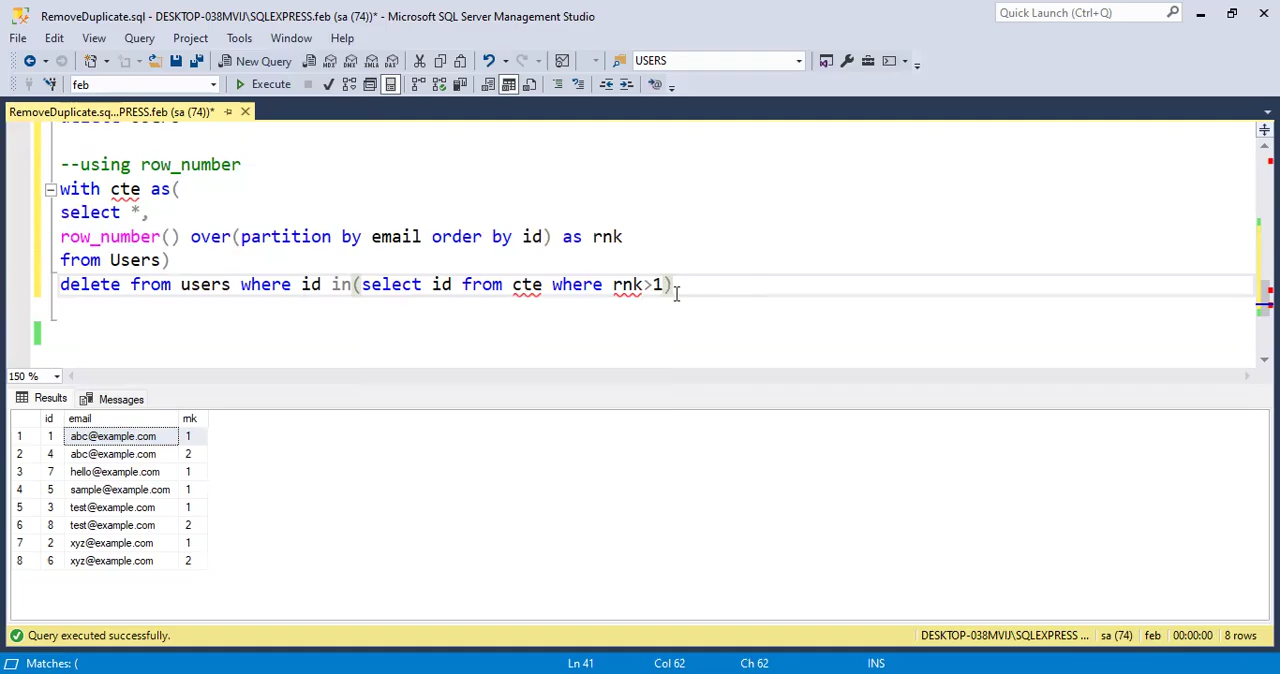 RemoveDuplicate.sql - DESKTOP-038MVIJ\SQLEXPRESS.feb (sa (74))* - Microsoft SQL Server Management Studio
Quick Launch (Ctrl+Q)
File Edit View Query Project Tools Window Help
New Query MDX DMX XMLA DAX USERS
feb Execute
RemoveDuplicate.sq...PRESS.feb (sa (74))*
--using row_number
with cte as(
select *,
row_number() over(partition by email order by id) as rnk
from Users)
delete from users where id in(select id from cte where rnk>1)
150 %
Results Messages
id email rnk
1 1 abc@example.com 1
2 4 abc@example.com 2
3 7 hello@example.com 1
4 5 sample@example.com 1
5 3 test@example.com 1
6 8 test@example.com 2
7 2 xyz@example.com 1
8 6 xyz@example.com 2
Query executed successfully. DESKTOP-038MVIJ\SQLEXPRESS ... sa (74) feb 00:00:00 8 rows
Matches: ( Ln 41 Col 62 Ch 62 INS